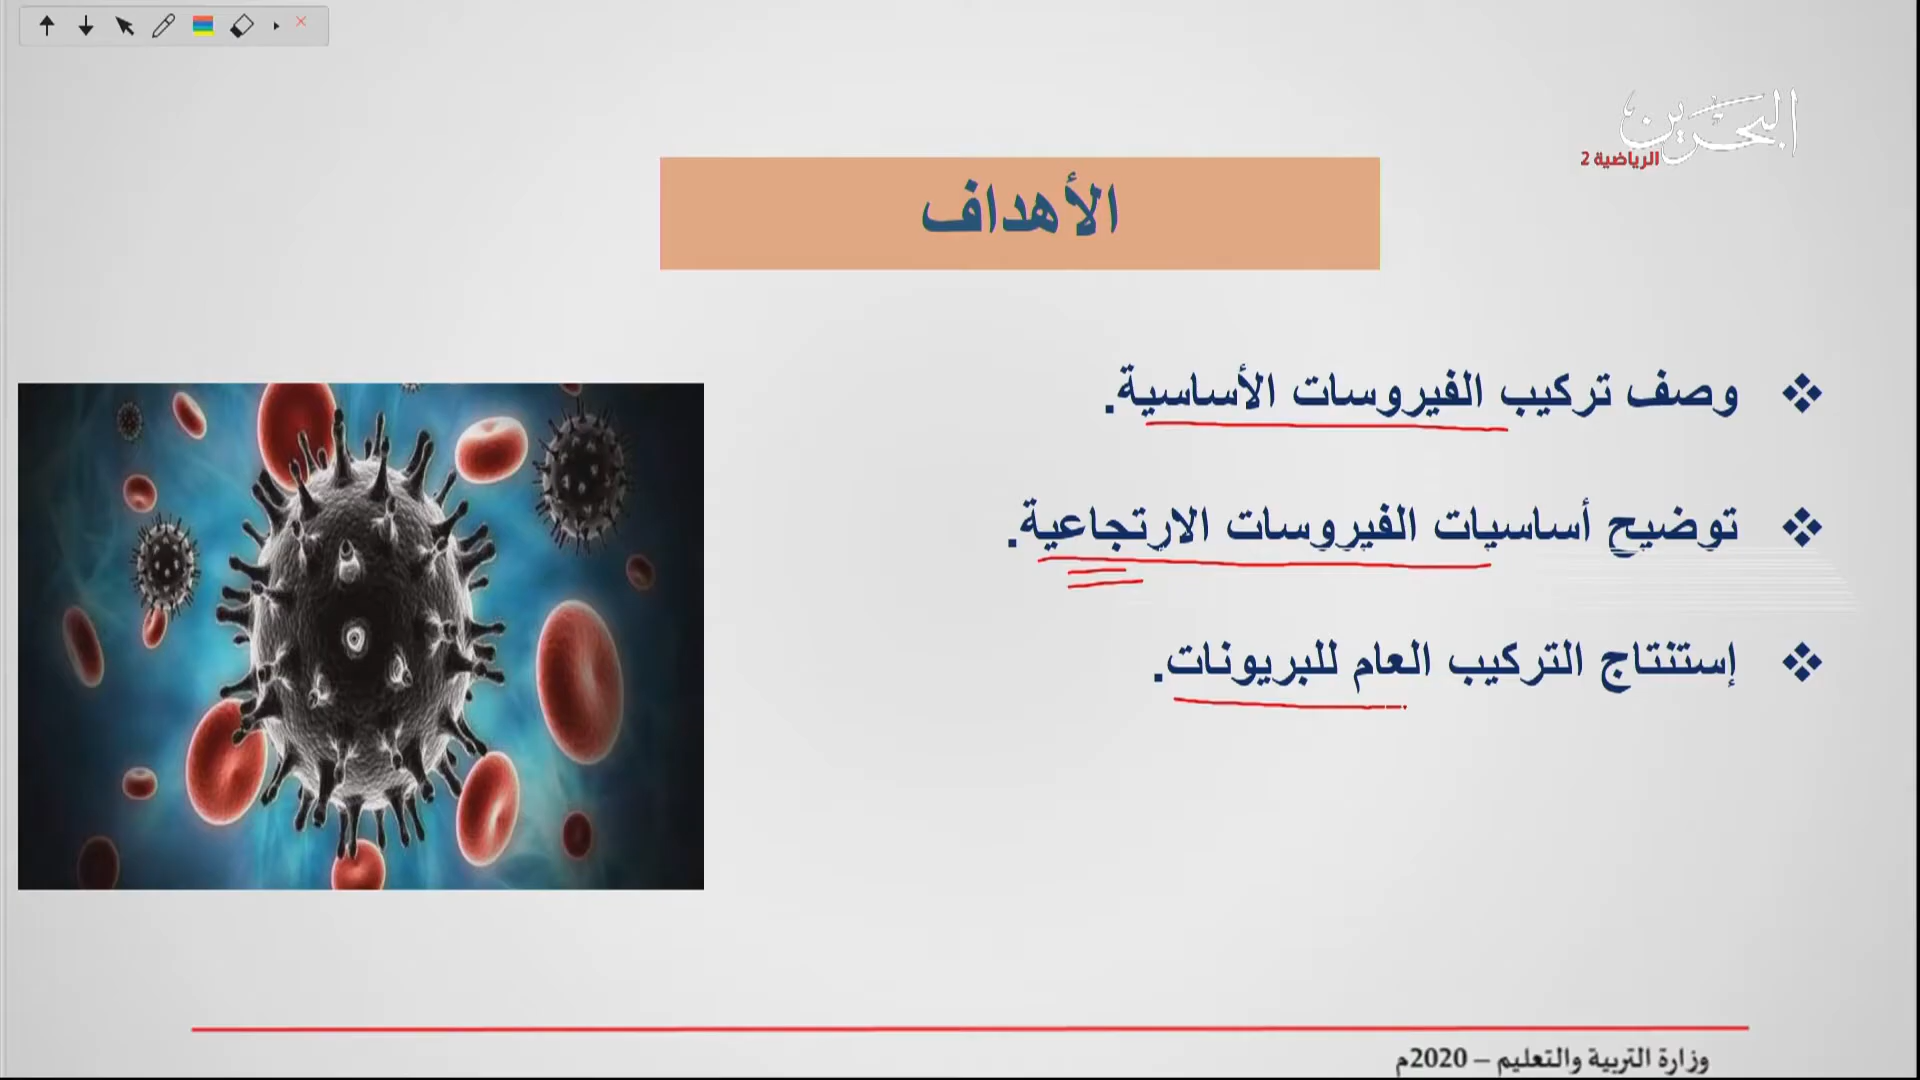 البحرين
الرياضية 2
الأهداف
وصف تركيب الفيروسات الأساسية.
توضيح أساسيات الفيروسات الارتجاعية.
إستنتاج التركيب العام للبريونات.
وزارة التربية والتعليم – 2020م